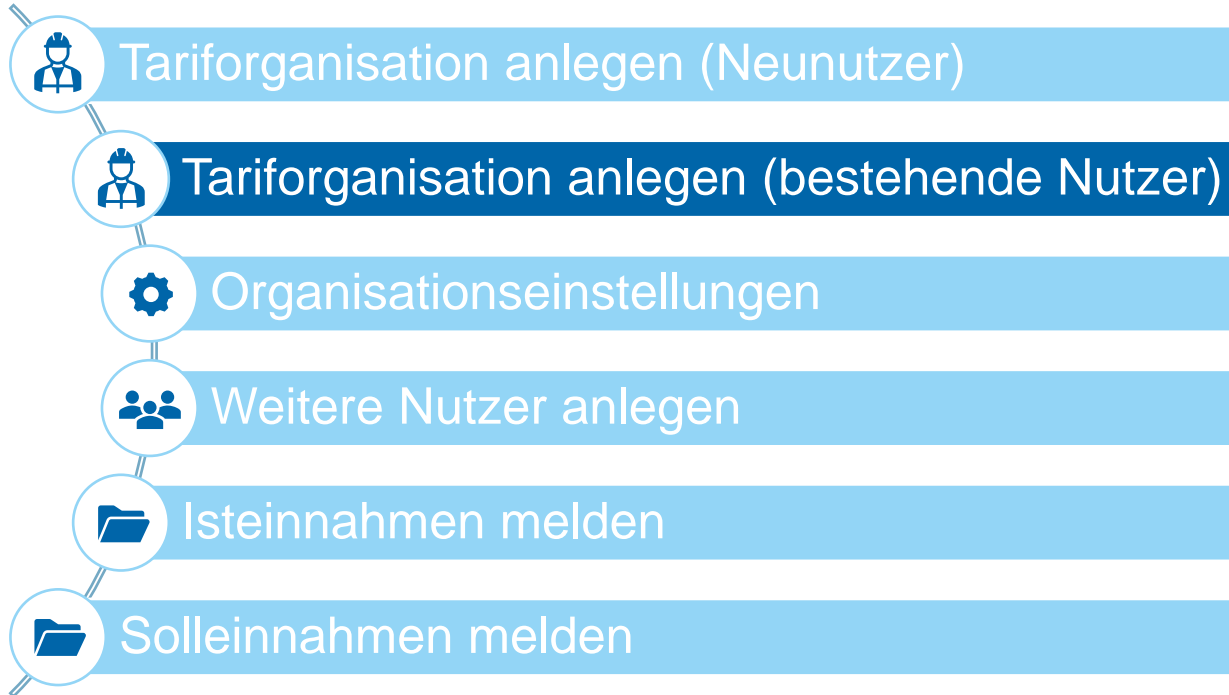 Tariforganisation anlegen (Neunutzer)
Tariforganisation anlegen (bestehende Nutzer)
Organisationseinstellungen
Weitere Nutzer anlegen
Isteinnahmen melden
Solleinnahmen melden